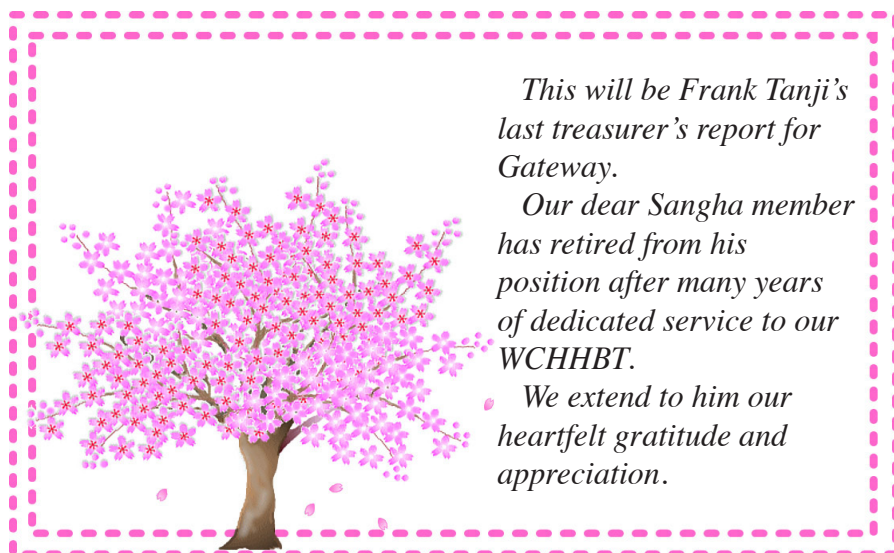 This will be Frank Tanji’s
last treasurer’s report for
Gateway.
Our dear Sangha member
has retired from his
position after many years
of dedicated service to our
WCHHBT.
We extend to him our
heartfelt gratitude and
appreciation.